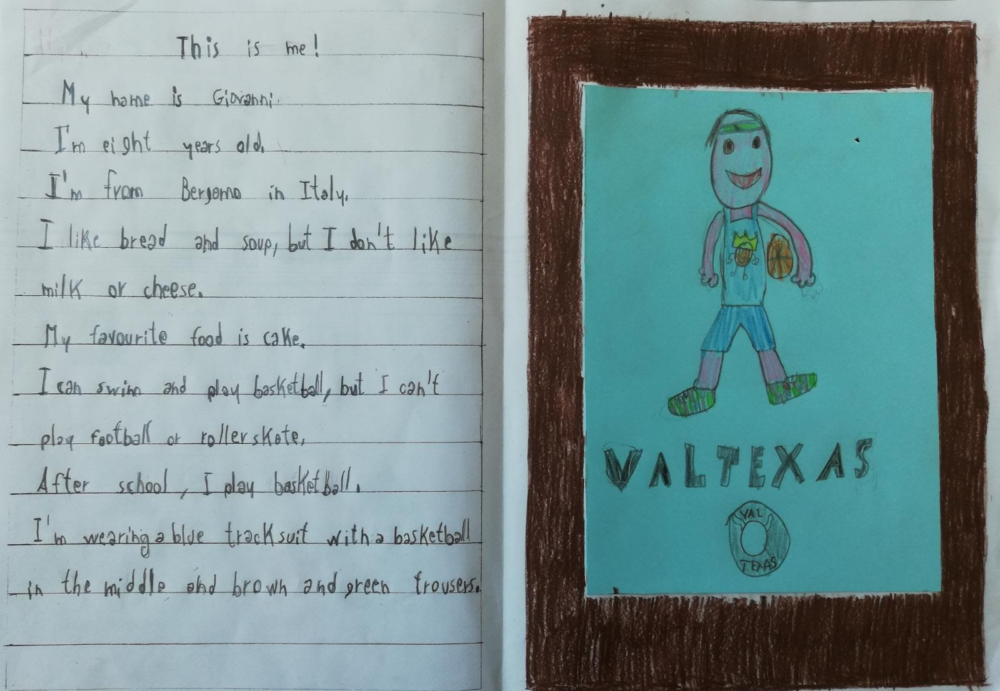 This is me!
My name is Giovanni.
I'm eight years old.
I'm from Bergamo in Italy.
I like bread and soup, but I don't like
milk or cheese.
My favourite food is cake.
I can swim and play basketball, but I can't
play football or rollerskate.
After school, I play basketball.
I'm wearing a blue tracksuit with a basketball
in the middle and brown and green trousers.
VALTEXAS
VAL
TEXAS